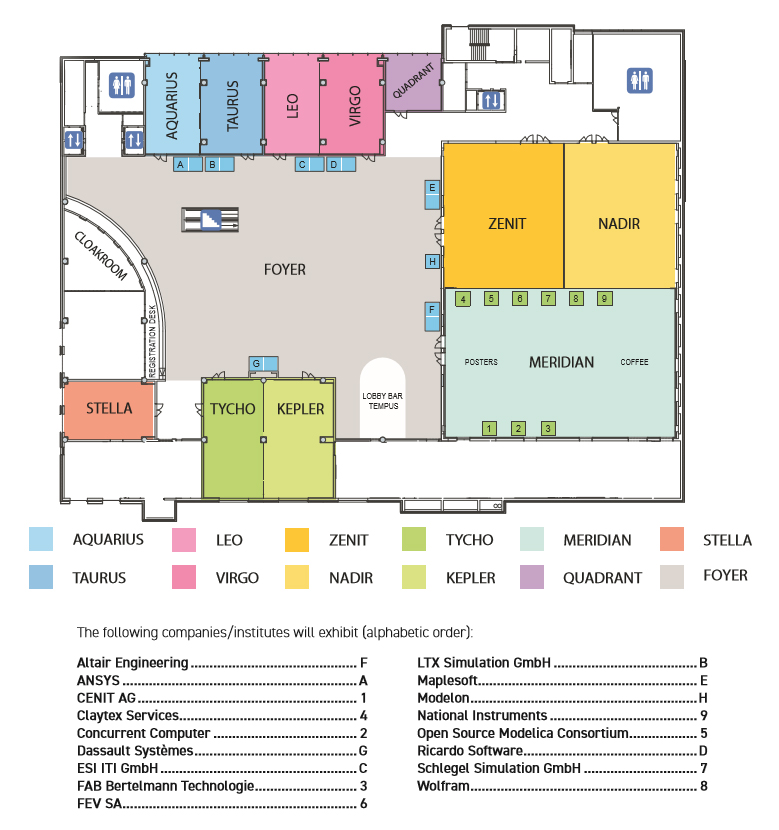 QUADRANT
AQUARIUS
TAURUS
LEO
VIRGO
A
B
C
D
E
ZENIT
NADIR
CLOAKROOM
FOYER
H
4
5
6
7
8
9
F
REGISTRATION DESK
G
POSTERS
MERIDIAN
COFFEE
STELLA
TYCHO
KEPLER
LOBBY BAR
TEMPUS
1
2
3
AQUARIUS LEO ZENIT TYCHO MERIDIAN STELLA
TAURUS VIRGO NADIR KEPLER QUADRANT FOYER
The following companies/institutes will exhibit (alphabetic order):
Altair Engineering F
ANSYS A
CENIT AG 1
Claytex Services 4
Concurrent Computer 2
Dassault Systèmes G
ESI ITI GmbH C
FAB Bertelmann Technologie 3
FEV SA 6
LTX Simulation GmbH B
Maplesoft E
Modelon H
National Instruments 9
Open Source Modelica Consortium 5
Ricardo Software D
Schlegel Simulation GmbH 7
Wolfram 8